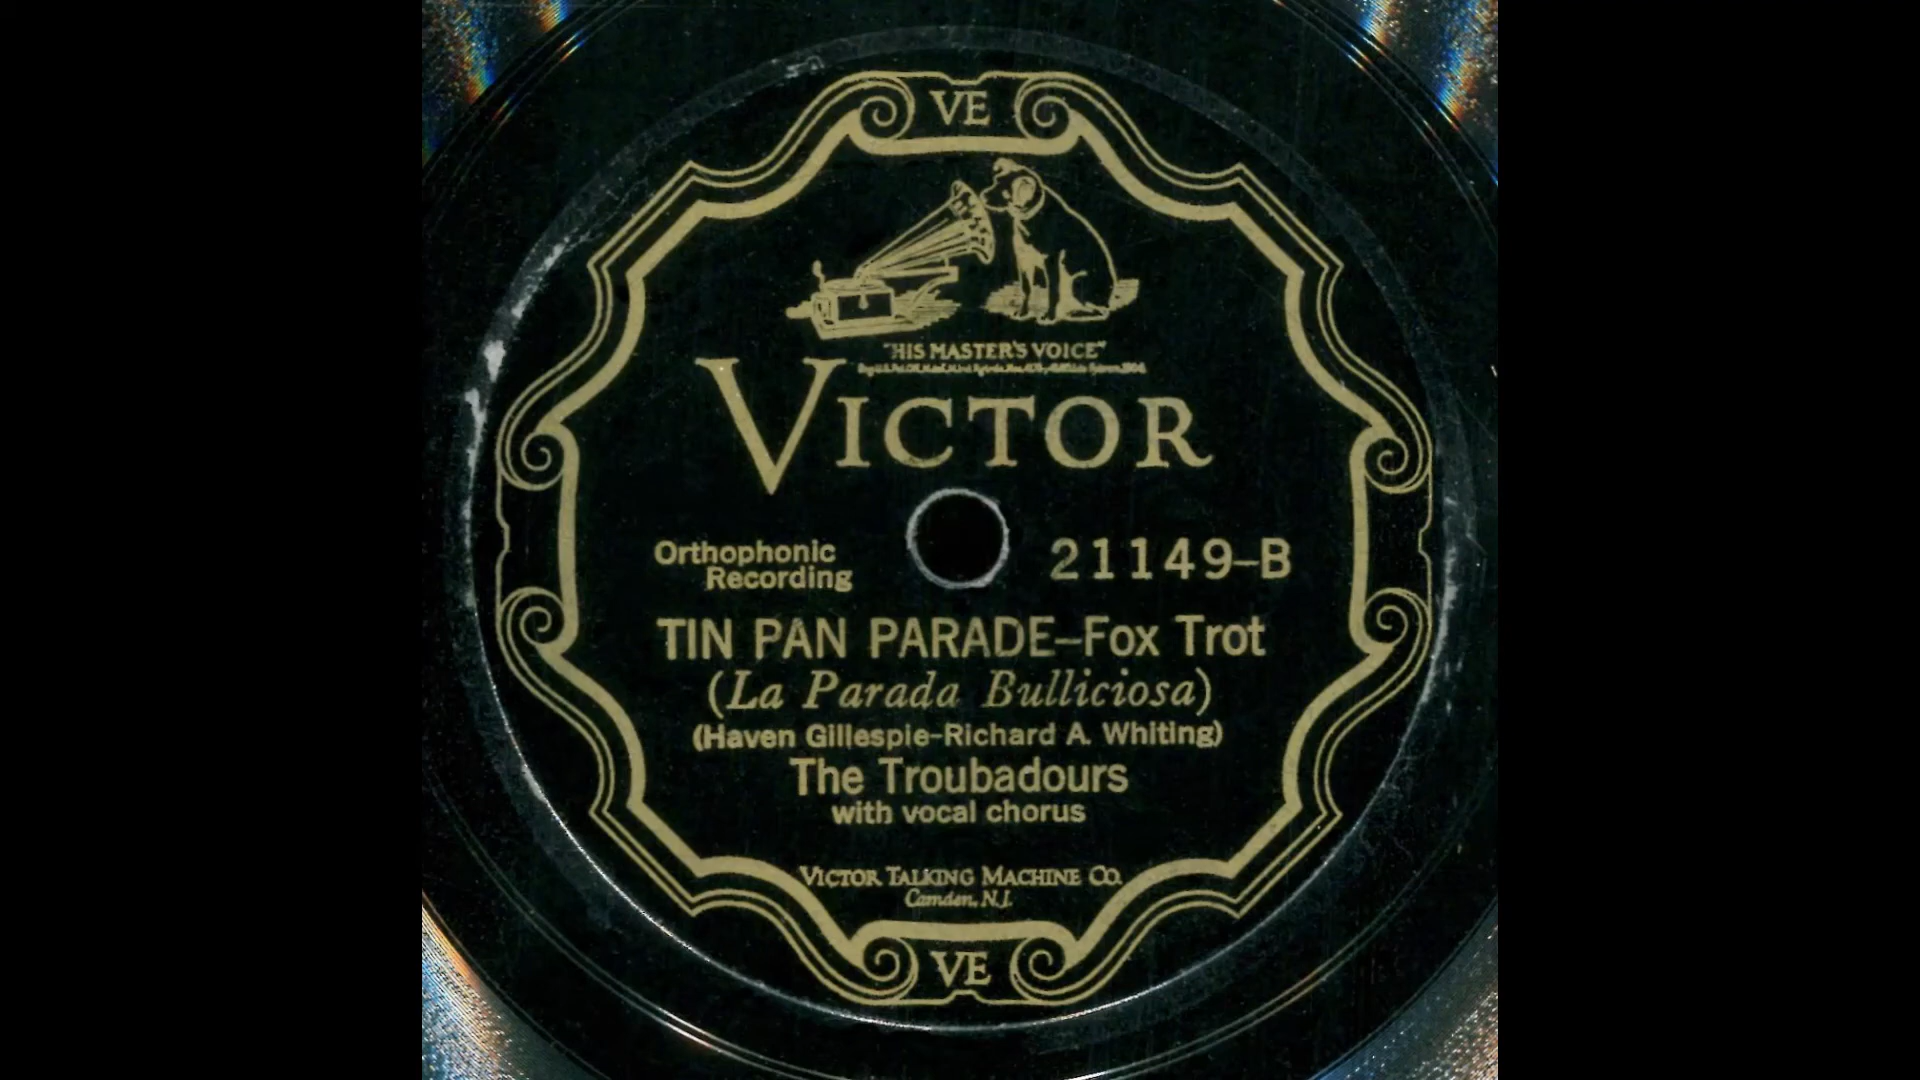 VE
"HIS MASTER'S VOICE"
VICTOR
Orthophonic
Recording
21149-B
TIN PAN PARADE–Fox Trot
(La Parada Bulliciosa)
(Haven Gillespie-Richard A. Whiting)
The Troubadours
with vocal chorus
VICTOR TALKING MACHINE CO.
Camden, N.J.
VE